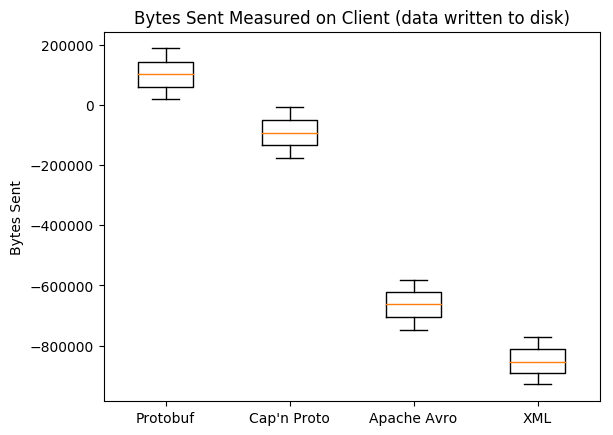 Bytes Sent Measured on Client (data written to disk)
200000
0
−200000
−400000
−600000
−800000
Bytes Sent
Protobuf
Cap'n Proto
Apache Avro
XML